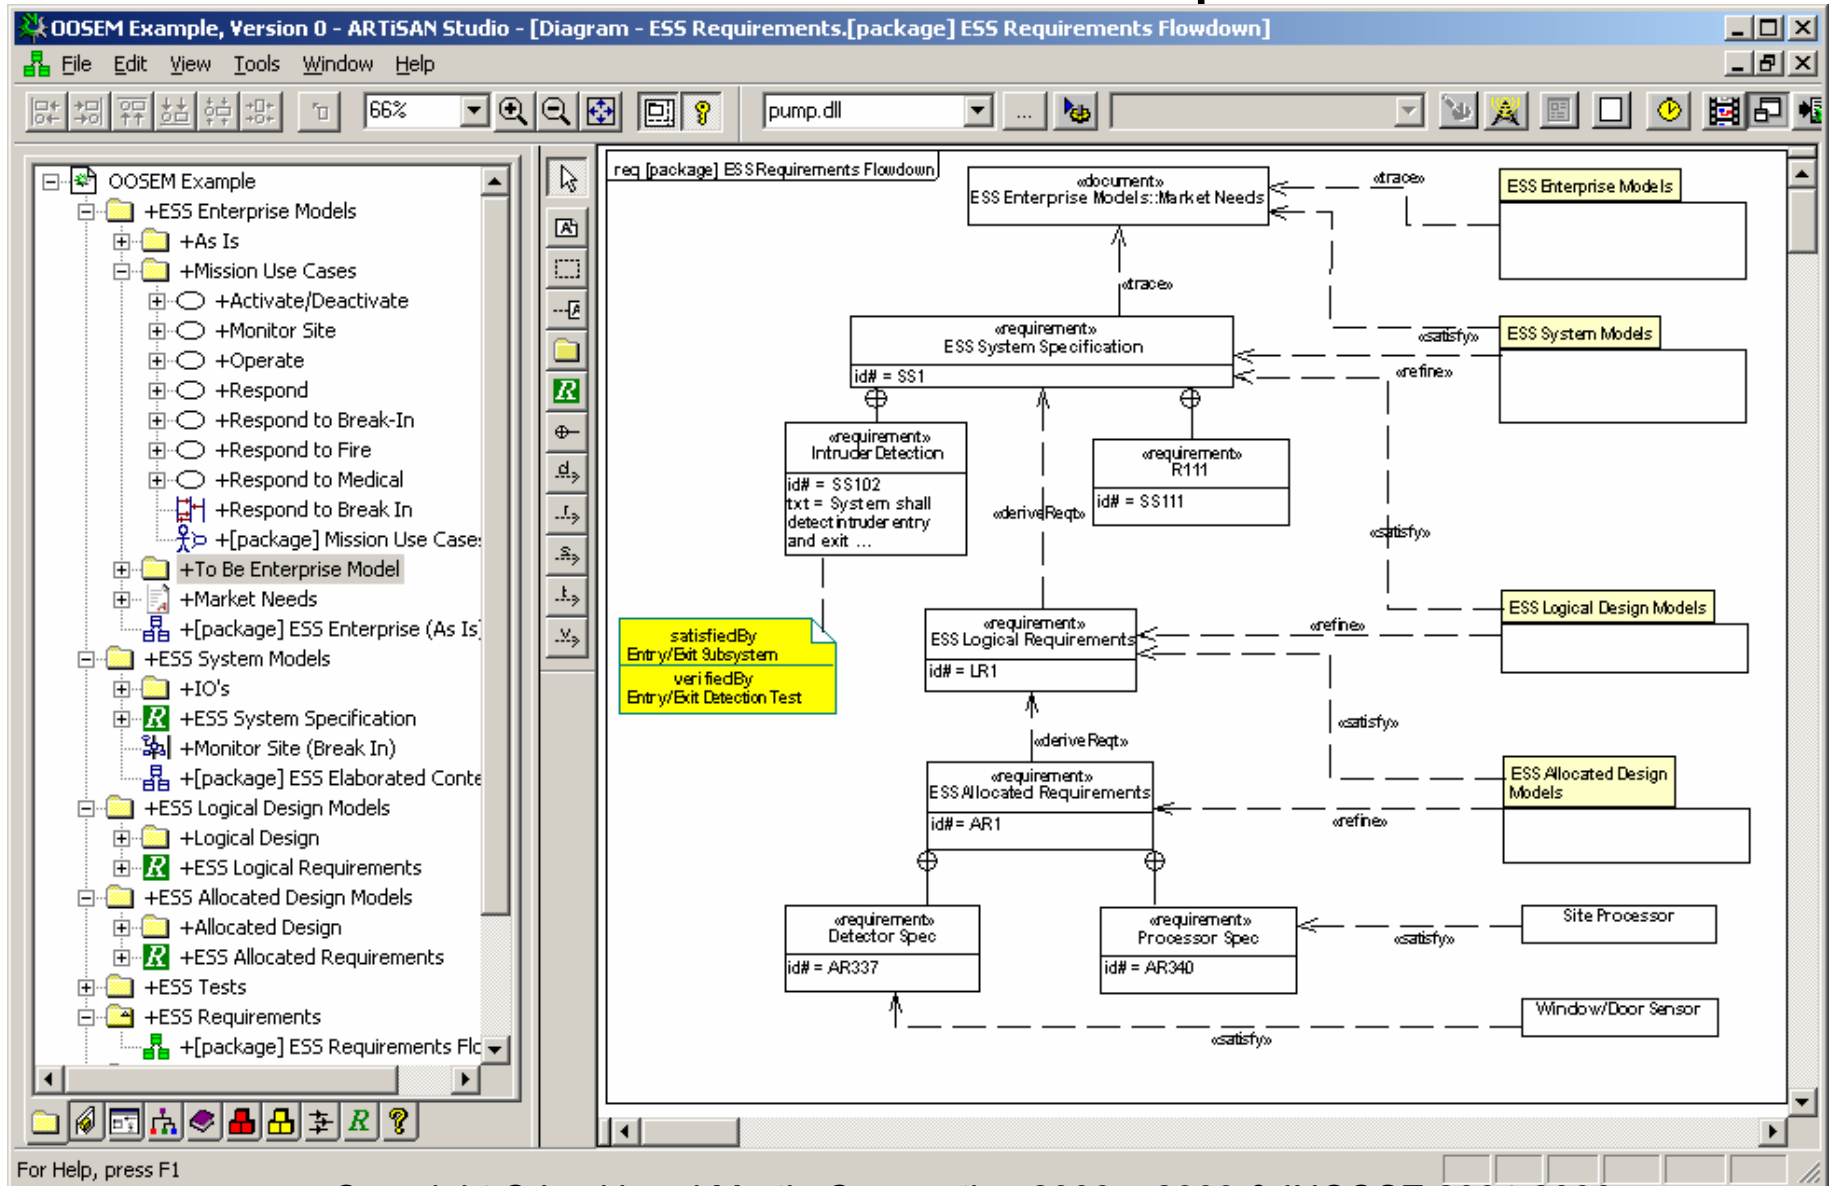 OOSEM Example, Version 0 - ARTiSAN Studio - [Diagram - ESS Requirements.[package] ESS Requirements Flowdown]
File Edit View Tools Window Help
66%
pump.dll
...
OOSEM Example
+ESS Enterprise Models
+As Is
+Mission Use Cases
+Activate/Deactivate
+Monitor Site
+Operate
+Respond
+Respond to Break-In
+Respond to Fire
+Respond to Medical
+Respond to Break In
+[package] Mission Use Case
+To Be Enterprise Model
+Market Needs
+[package] ESS Enterprise (As Is)
+ESS System Models
+IO's
+ESS System Specification
+Monitor Site (Break In)
+[package] ESS Elaborated Conte
+ESS Logical Design Models
+Logical Design
+ESS Logical Requirements
+ESS Allocated Design Models
+Allocated Design
+ESS Allocated Requirements
+ESS Tests
+ESS Requirements
+[package] ESS Requirements Flo
req [package] ESS Requirements Flowdown
«document»
ESS Enterprise Models::Market Needs
«trace»
ESS Enterprise Models
«trace»
«requirement»
ESS System Specification
id# = SS1
«satisfy»
ESS System Models
«refine»
«requirement»
Intruder Detection
id# = SS102
txt = System shall
detect intruder entry
and exit ...
«requirement»
R111
id# = SS111
«deriveReqt»
«satisfy»
satisfiedBy
Entry/Exit Subsystem
verifiedBy
Entry/Exit Detection Test
«requirement»
ESS Logical Requirements
id# = LR1
«refine»
ESS Logical Design Models
«satisfy»
«deriveReqt»
«requirement»
ESS Allocated Requirements
id# = AR1
ESS Allocated Design
Models
«refine»
«requirement»
Detector Spec
id# = AR337
«requirement»
Processor Spec
id# = AR340
«satisfy»
Site Processor
Window/Door Sensor
«satisfy»
For Help, press F1